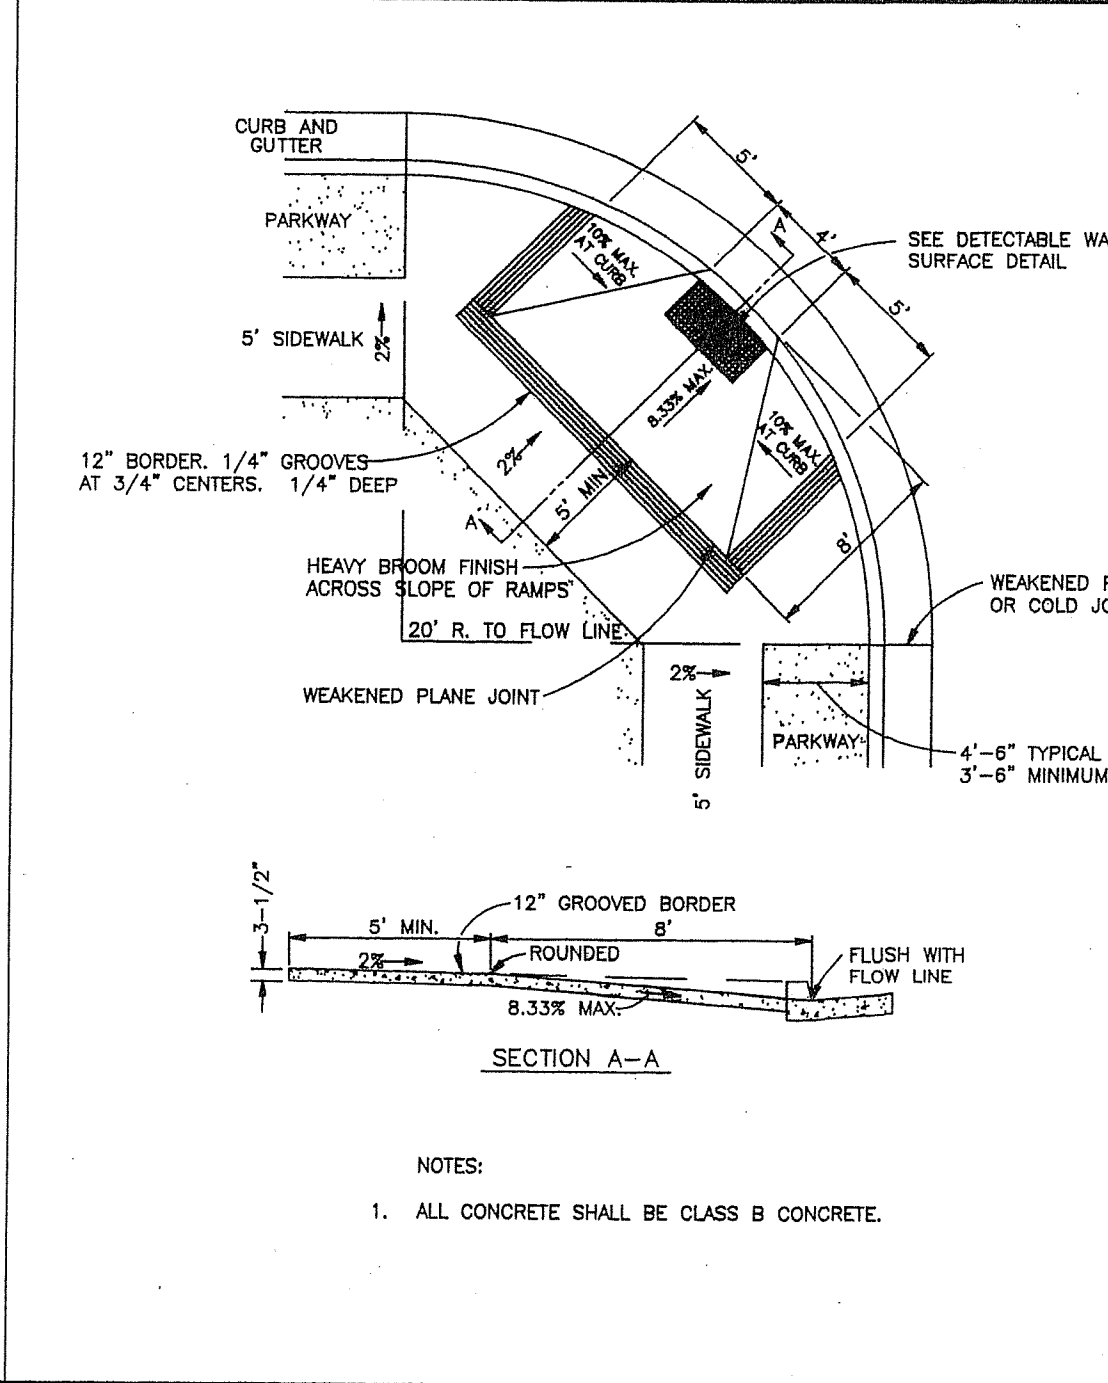 CURB AND
GUTTER
5'
PARKWAY
10% MAX.
AT CURB
A
4'
SEE DETECTABLE WA
SURFACE DETAIL
5'
5' SIDEWALK
2%
8.33% MAX.
10% MAX.
AT CURB
12" BORDER. 1/4" GROOVES
AT 3/4" CENTERS. 1/4" DEEP
2%
5' MIN.
A
8'
HEAVY BROOM FINISH
ACROSS SLOPE OF RAMPS
WEAKENED P
OR COLD JO
20' R. TO FLOW LINE
2%
WEAKENED PLANE JOINT
5' SIDEWALK
PARKWAY
4'-6" TYPICAL
3'-6" MINIMUM
3-1/2"
12" GROOVED BORDER
5' MIN.
8'
ROUNDED
FLUSH WITH
FLOW LINE
2%
8.33% MAX.
SECTION A-A
NOTES:
1. ALL CONCRETE SHALL BE CLASS B CONCRETE.